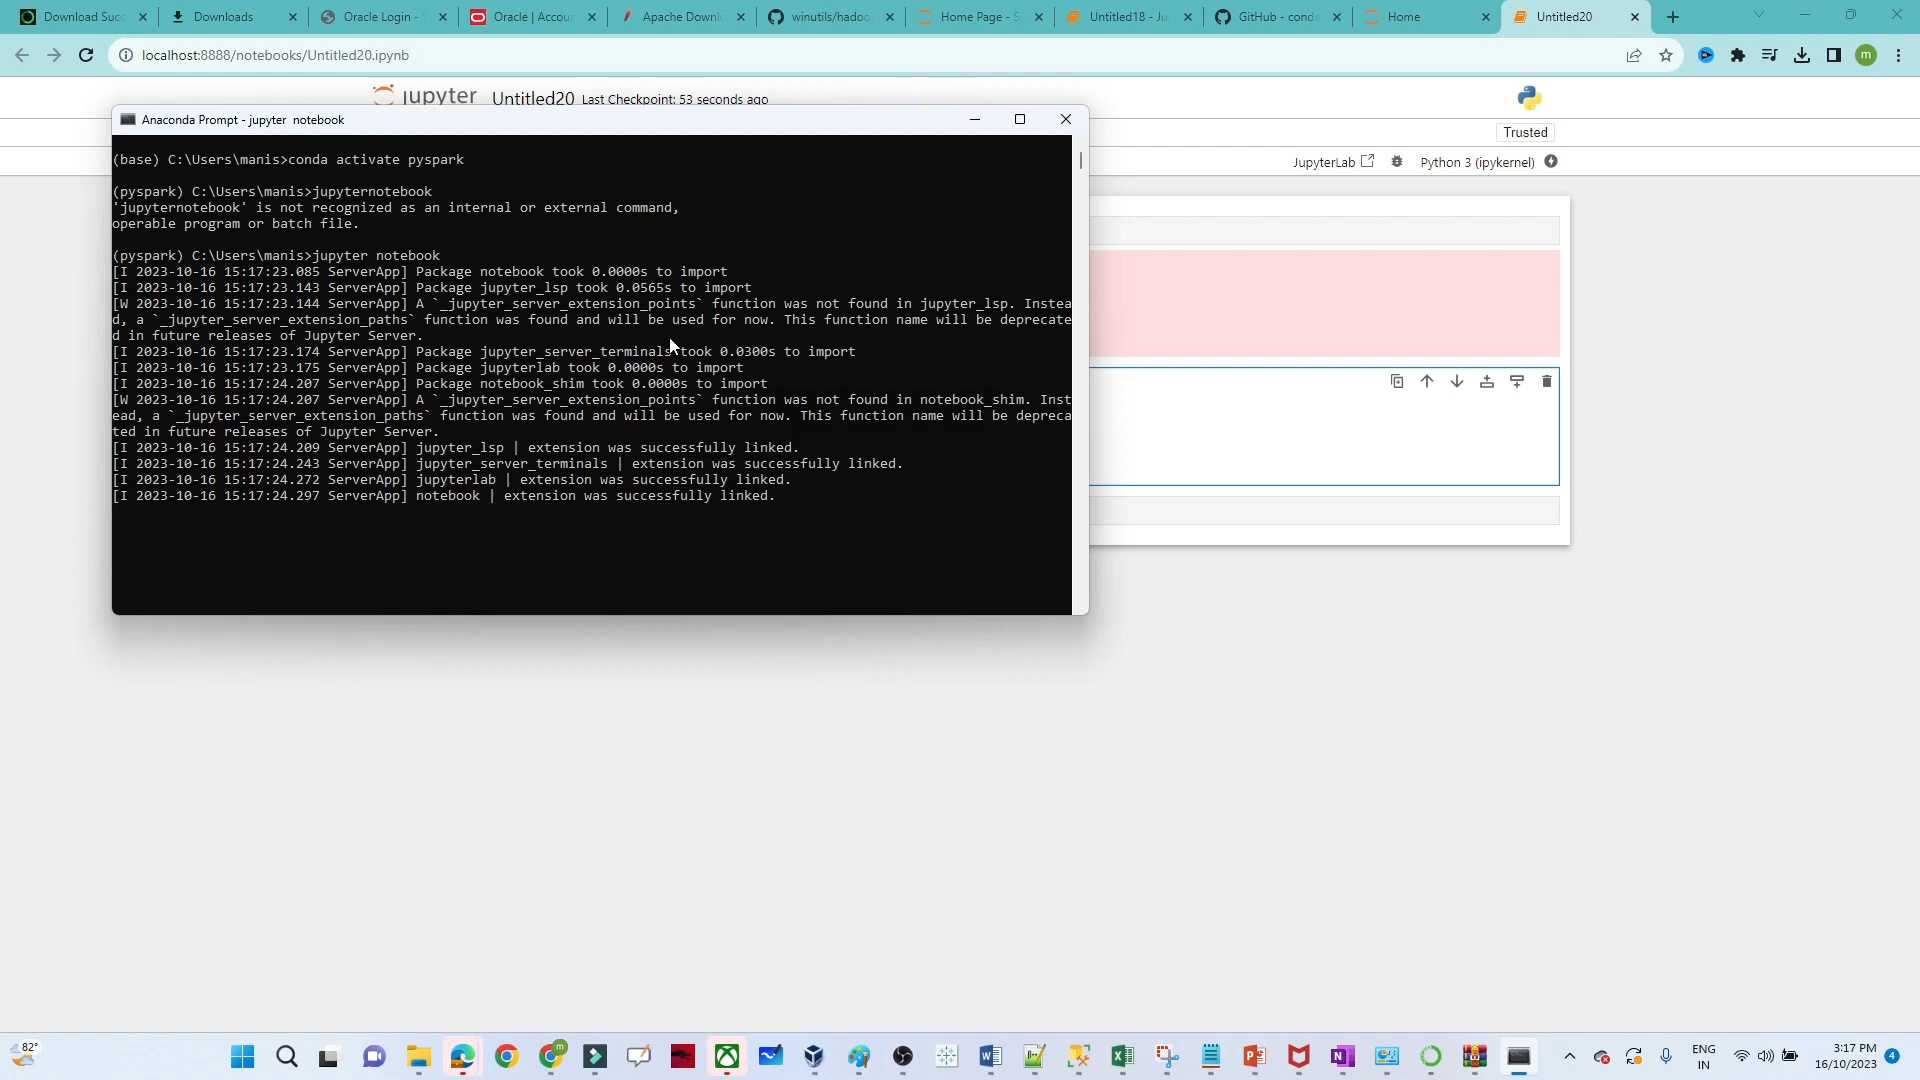 Download Succ
Downloads
Oracle Login -
Oracle | Accou
Apache Downl
winutils/hadoo
Home Page - S
Untitled18 - Ju
GitHub - conda
Home
Untitled20
localhost:8888/notebooks/Untitled20.ipynb
m
jupyter Untitled20 Last Checkpoint: 53 seconds ago
Trusted
JupyterLab Python 3 (ipykernel)
Anaconda Prompt - jupyter notebook
(base) C:\Users\manis>conda activate pyspark
(pyspark) C:\Users\manis>jupyternotebook
'jupyternotebook' is not recognized as an internal or external command,
operable program or batch file.
(pyspark) C:\Users\manis>jupyter notebook
[I 2023-10-16 15:17:23.085 ServerApp] Package notebook took 0.0000s to import
[I 2023-10-16 15:17:23.143 ServerApp] Package jupyter_lsp took 0.0565s to import
[W 2023-10-16 15:17:23.144 ServerApp] A `_jupyter_server_extension_points` function was not found in jupyter_lsp. Instea
d, a `_jupyter_server_extension_paths` function was found and will be used for now. This function name will be deprecate
d in future releases of Jupyter Server.
[I 2023-10-16 15:17:23.174 ServerApp] Package jupyter_server_terminals took 0.0300s to import
[I 2023-10-16 15:17:23.175 ServerApp] Package jupyterlab took 0.0000s to import
[I 2023-10-16 15:17:24.207 ServerApp] Package notebook_shim took 0.0000s to import
[W 2023-10-16 15:17:24.207 ServerApp] A `_jupyter_server_extension_points` function was not found in notebook_shim. Inst
ead, a `_jupyter_server_extension_paths` function was found and will be used for now. This function name will be depreca
ted in future releases of Jupyter Server.
[I 2023-10-16 15:17:24.209 ServerApp] jupyter_lsp | extension was successfully linked.
[I 2023-10-16 15:17:24.243 ServerApp] jupyter_server_terminals | extension was successfully linked.
[I 2023-10-16 15:17:24.272 ServerApp] jupyterlab | extension was successfully linked.
[I 2023-10-16 15:17:24.297 ServerApp] notebook | extension was successfully linked.
82°
ENG
IN
3:17 PM
16/10/2023
4